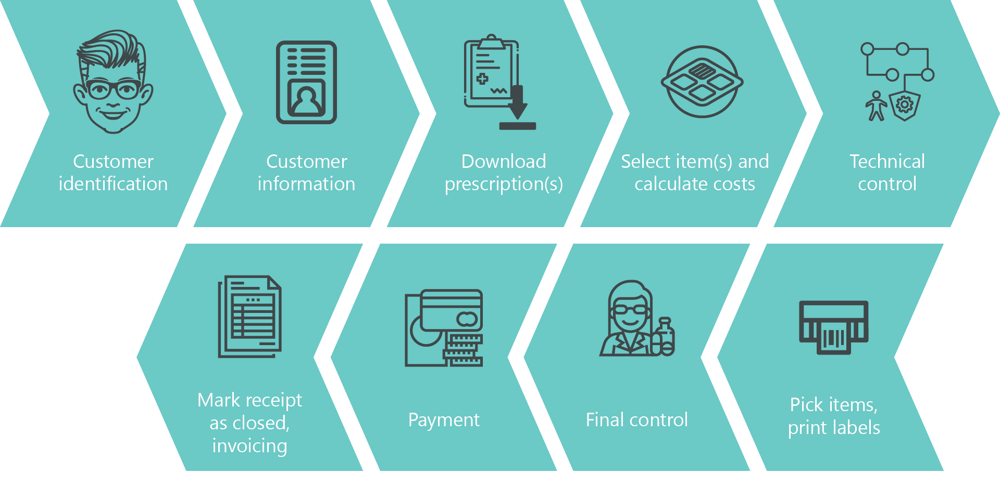 Customer
identification
Customer
information
Download
prescription(s)
Select item(s) and
calculate costs
Technical
control
Pick items,
print labels
Final control
Payment
Mark receipt
as closed,
invoicing